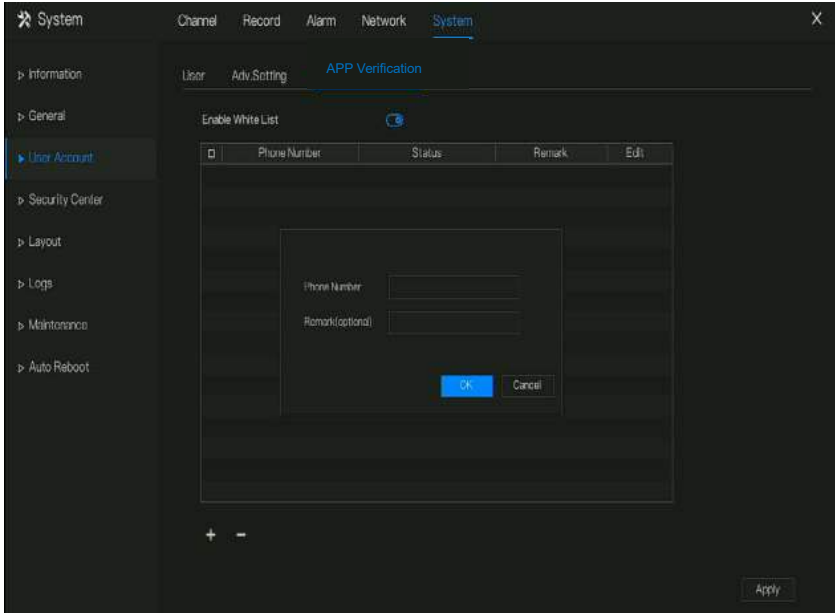 System Channel Record Alarm Network System X
Information
General
User Account
Security Center
Layout
Logs
Maintenance
Auto Reboot
User Adv.Setting APP Verification
Enable White List
Phone Number Status Remark Edit
Phone Number
Remark(optional)
OK Cancel
+ -
Apply